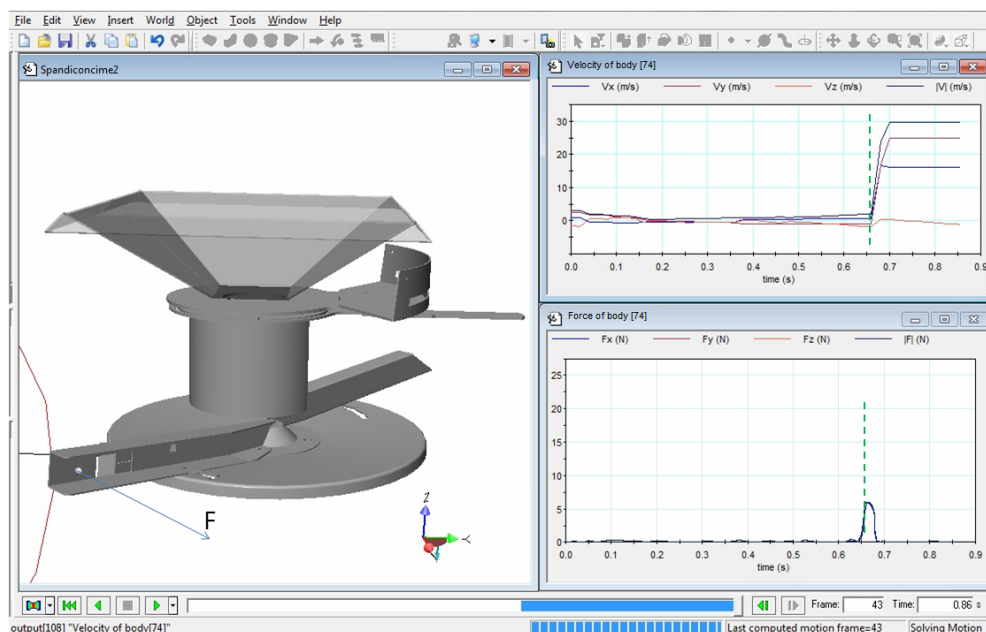 File Edit View Insert World Object Tools Window Help
Spandiconcime2
F
Z
Y
Velocity of body [74]
Vx (m/s) Vy (m/s) Vz (m/s) |V| (m/s)
30
20
10
0
0.0 0.1 0.2 0.3 0.4 0.5 0.6 0.7 0.8 0.9
time (s)
Force of body [74]
Fx (N) Fy (N) Fz (N) |F| (N)
25
20
15
10
5
0
0.0 0.1 0.2 0.3 0.4 0.5 0.6 0.7 0.8 0.9
time (s)
Frame: 43 Time: 0.86 s
output[108] "Velocity of body[74]" Last computed motion frame=43 Solving Motion